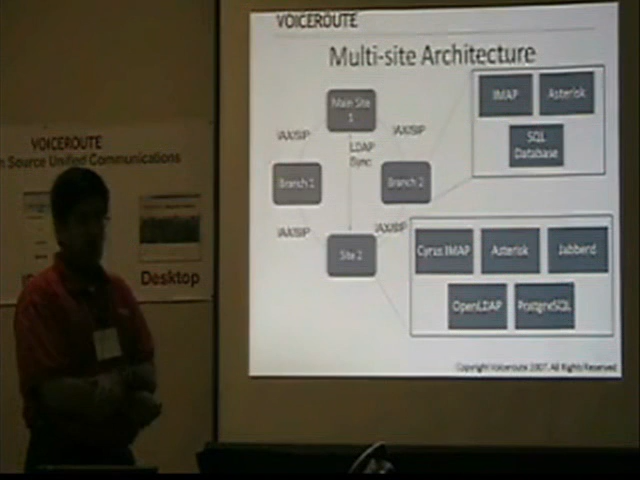 VOICEROUTE
Multi-site Architecture
Main Site
1
IAX/SIP
IAX/SIP
LDAP
Sync
Branch 1
Branch 2
IAX/SIP
IAX/SIP
Site 2
IMAP
Asterisk
SQL
Database
Cyrus IMAP
Asterisk
Jabberd
OpenLDAP
PostgreSQL
Copyright Voiceroute 2007, All Rights Reserved
VOICEROUTE
n Source Unified Communications
Desktop